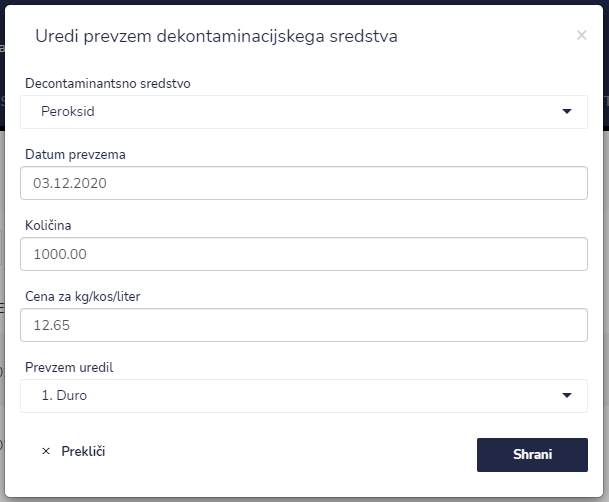 Uredi prevzem dekontaminacijskega sredstva ×
Decontaminantsno sredstvo
Peroksid
Datum prevzema
03.12.2020
Količina
1000.00
Cena za kg/kos/liter
12.65
Prevzem uredil
1. Duro
× Prekliči
Shrani